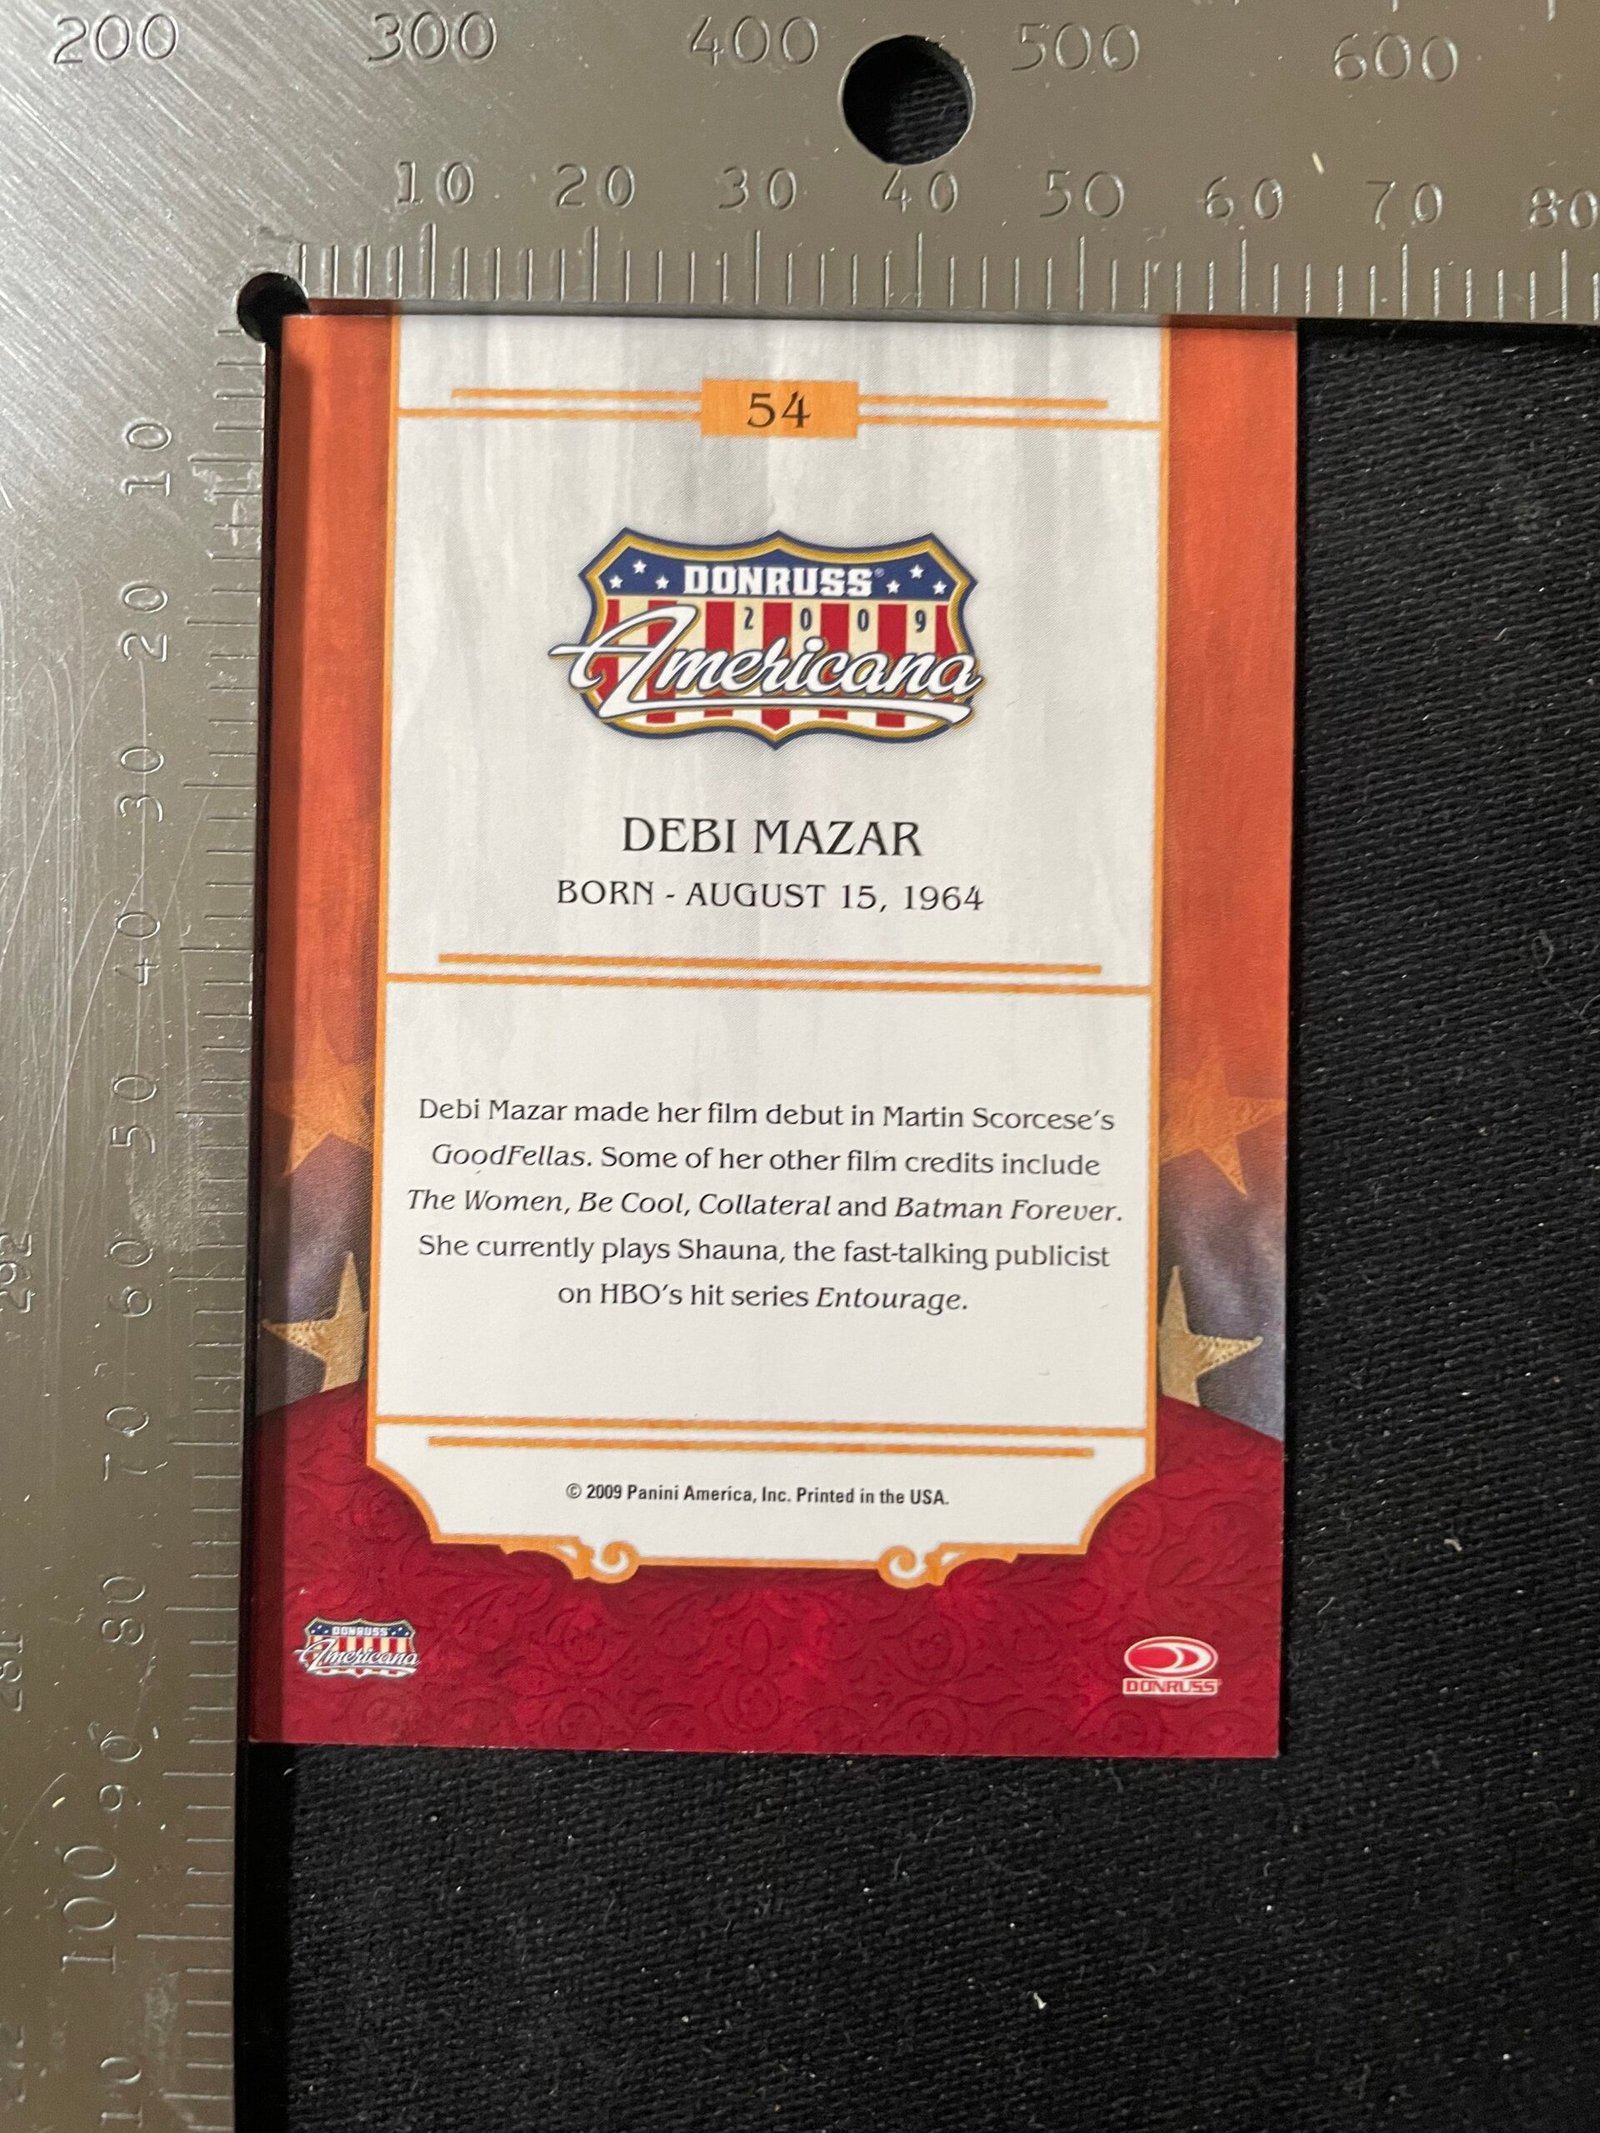 200 300 400 500 600
10 20 30 40 50 60 70 80
54
DONRUSS®
2009
Americana
DEBI MAZAR
BORN - AUGUST 15, 1964
Debi Mazar made her film debut in Martin Scorcese's
GoodFellas. Some of her other film credits include
The Women, Be Cool, Collateral and Batman Forever.
She currently plays Shauna, the fast-talking publicist
on HBO's hit series Entourage.
© 2009 Panini America, Inc. Printed in the USA.
DONRUSS
Americana
DONRUSS
10
20
30
40
50
60
70
80
90
100
10
292
281